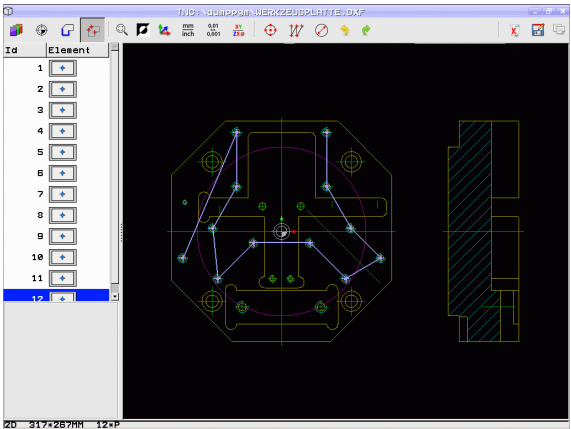 TNC:\dumppgm\WERKZEUGPLATTE.DXF
mm
inch
0,01
0,001
XY
ZX
Id Element
1
2
3
4
5
6
7
8
9
10
11
12
2D 317*267MM 12*P